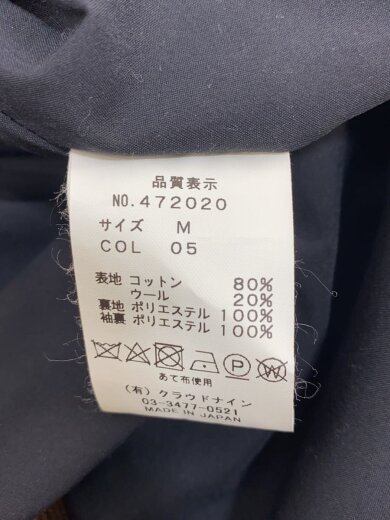 品質表示
NO.472020
サイズ M
COL 05
表地 コットン 80%
ウール 20%
裏地 ポリエステル 100%
袖裏 ポリエステル 100%
P W
あて布使用
(有)クラウドナイン
03-3477-0521
MADE IN JAPAN